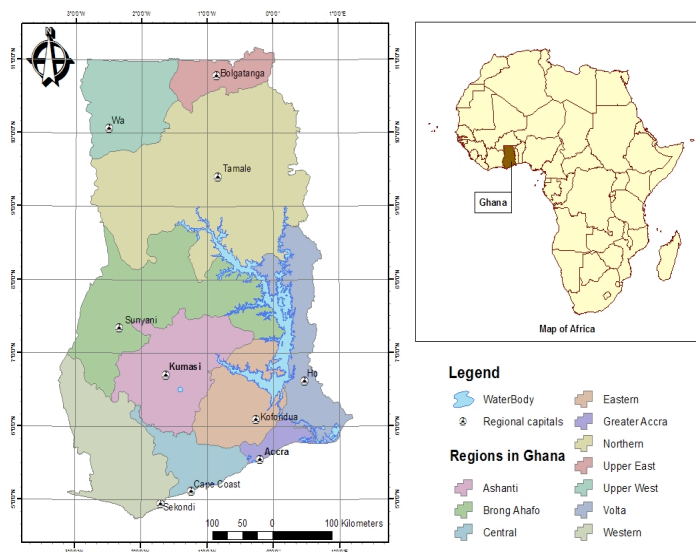 3°0'0"W 2°0'0"W 1°0'0"W 0°0'0" 1°0'0"E
Bolgatanga
Wa
Tamale
Sunyani
Kumasi
Ho
Koforidua
Accra
Cape Coast
Sekondi
100 50 0 100 Kilometers
Ghana
Map of Africa
Legend
WaterBody
Regional capitals
Regions in Ghana
Ashanti
Brong Ahafo
Central
Eastern
Greater Accra
Northern
Upper East
Upper West
Volta
Western